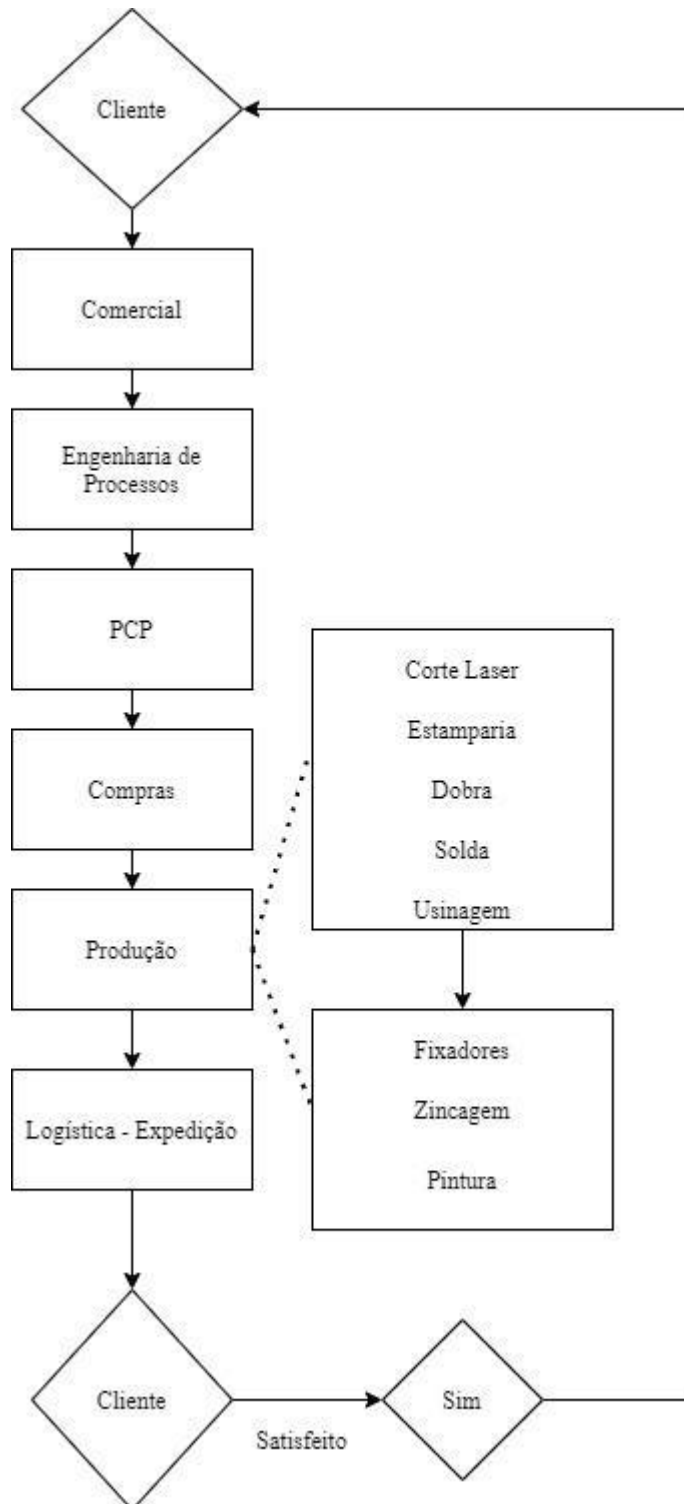 Cliente
Comercial
Engenharia de
Processos
PCP
Compras
Produção
Logística - Expedição
Corte Laser
Estamparia
Dobra
Solda
Usinagem
Fixadores
Zincagem
Pintura
Cliente
Satisfeito
Sim